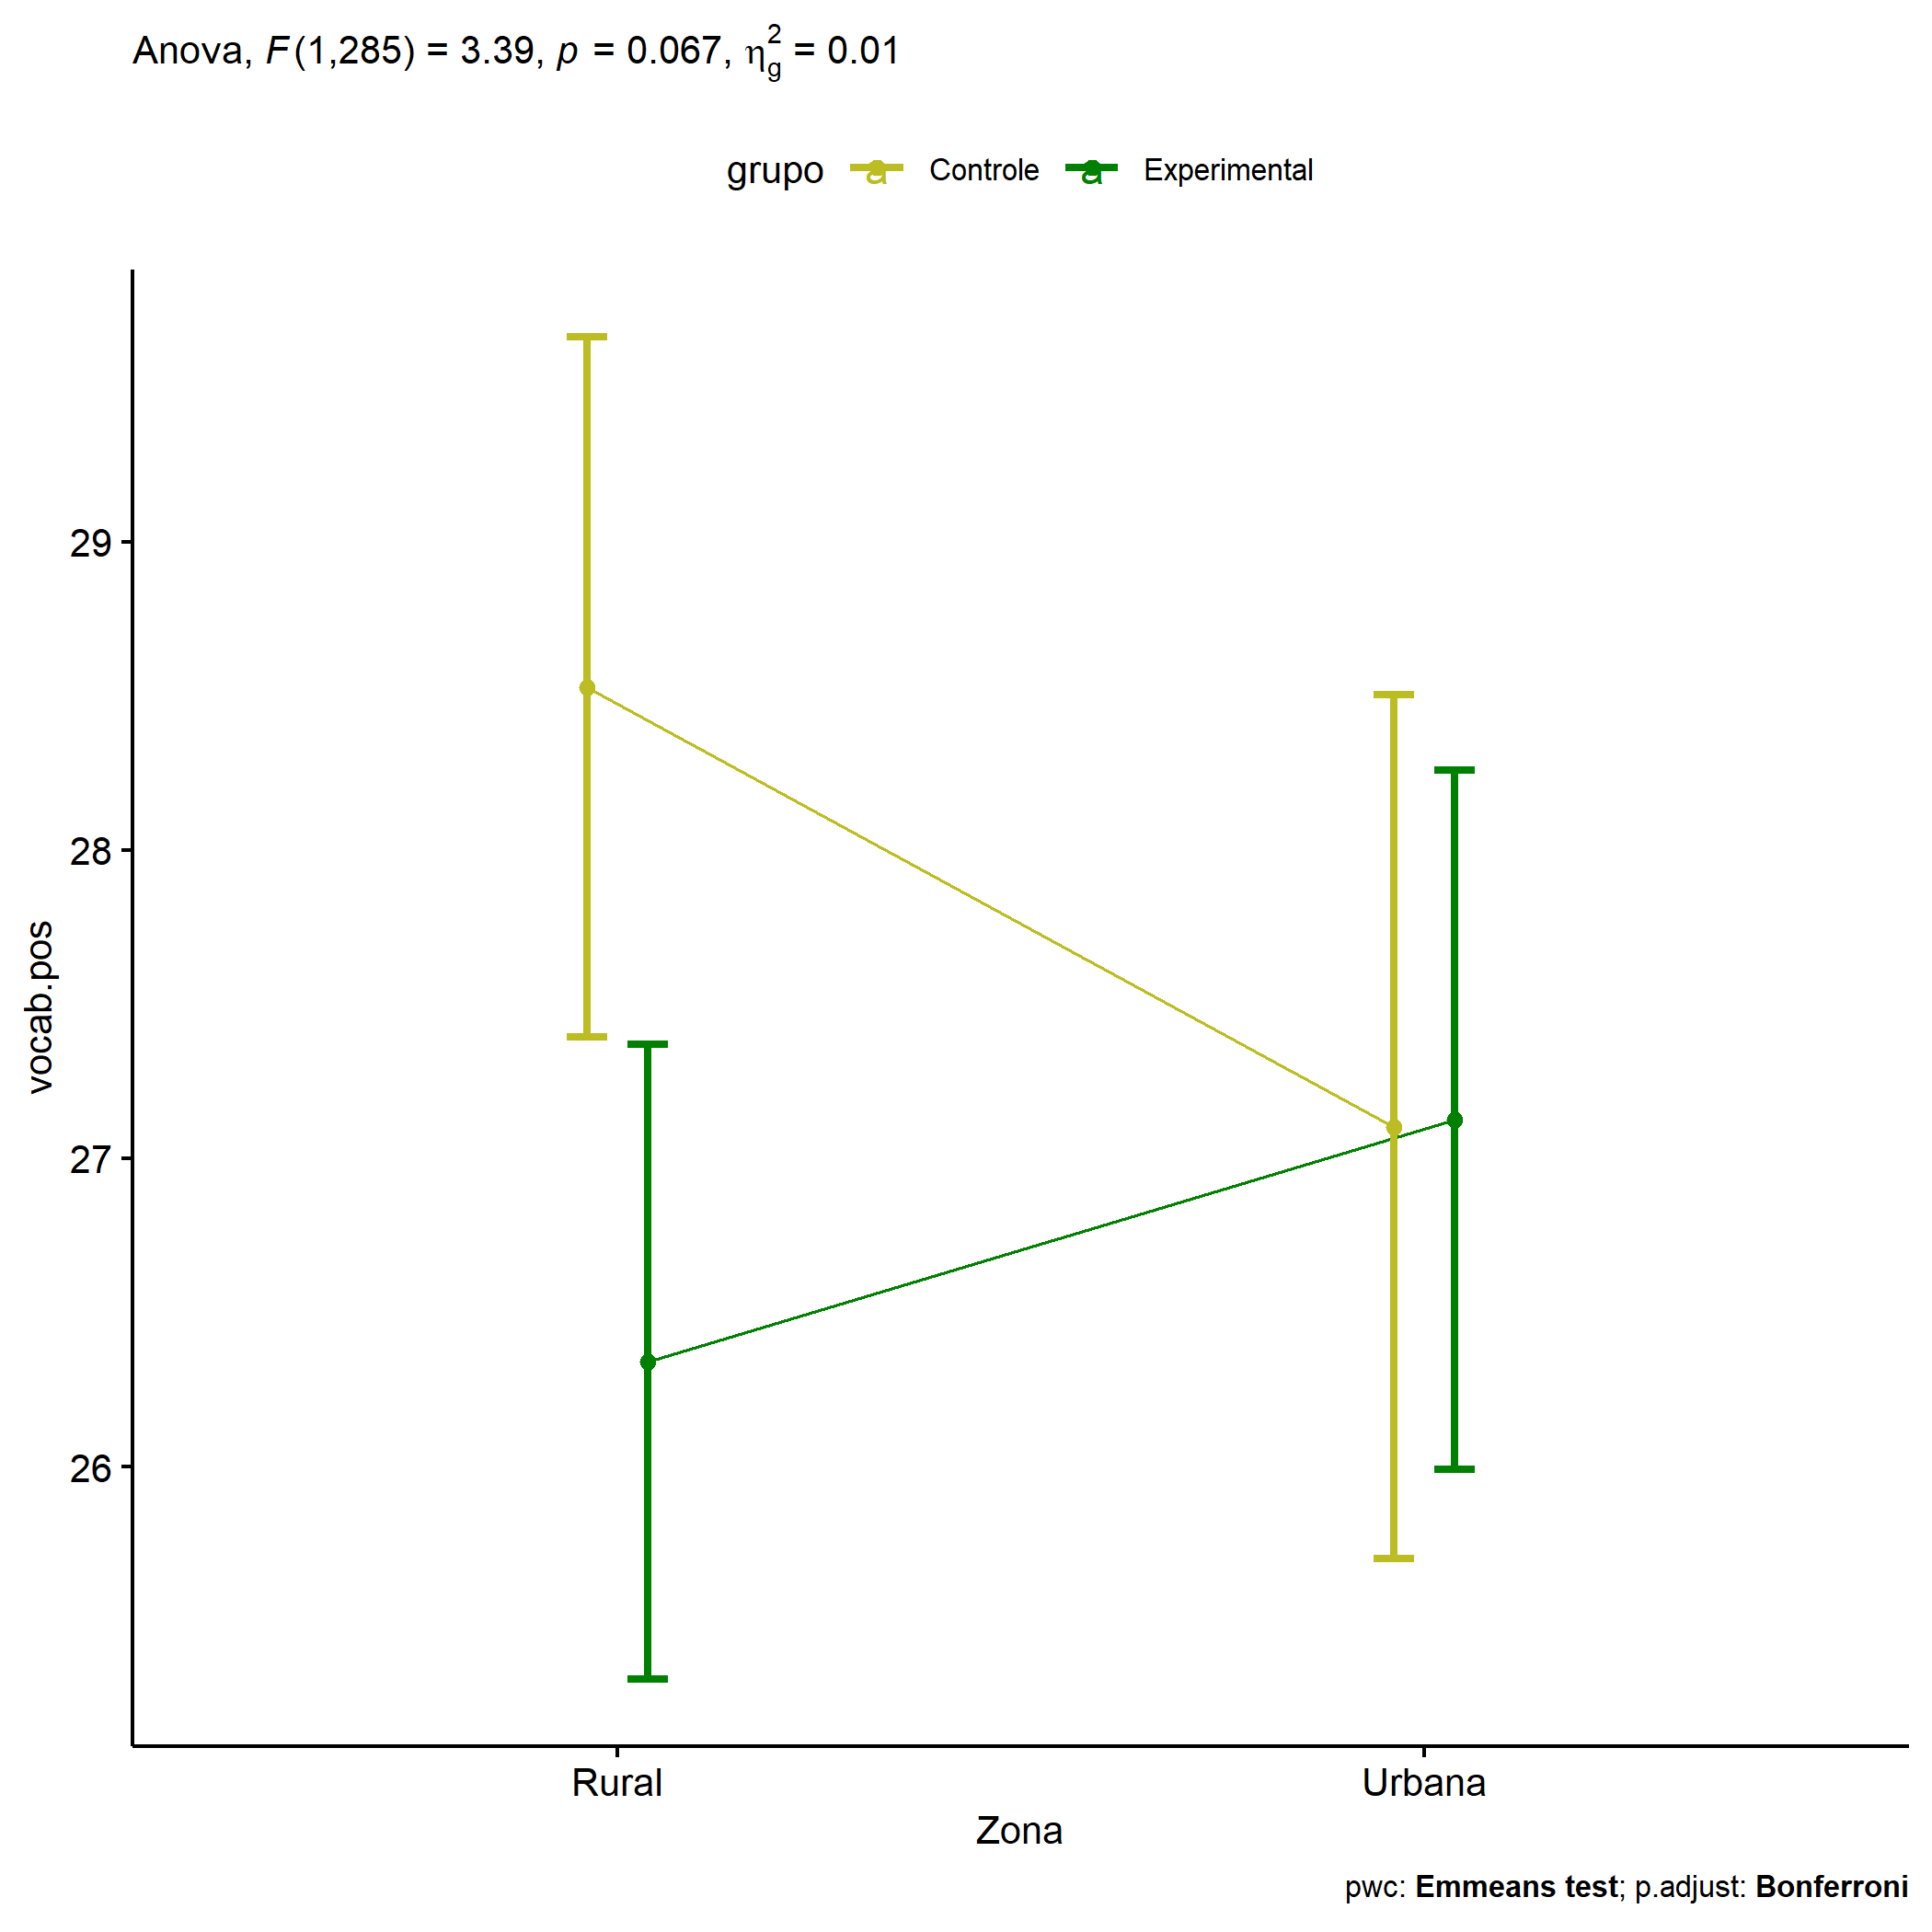 Anova, F(1,285) = 3.39, p = 0.067, η²g = 0.01
grupo a Controle a Experimental
29
28
27
26
vocab.pos
Rural Urbana
Zona
pwc: Emmeans test; p.adjust: Bonferroni